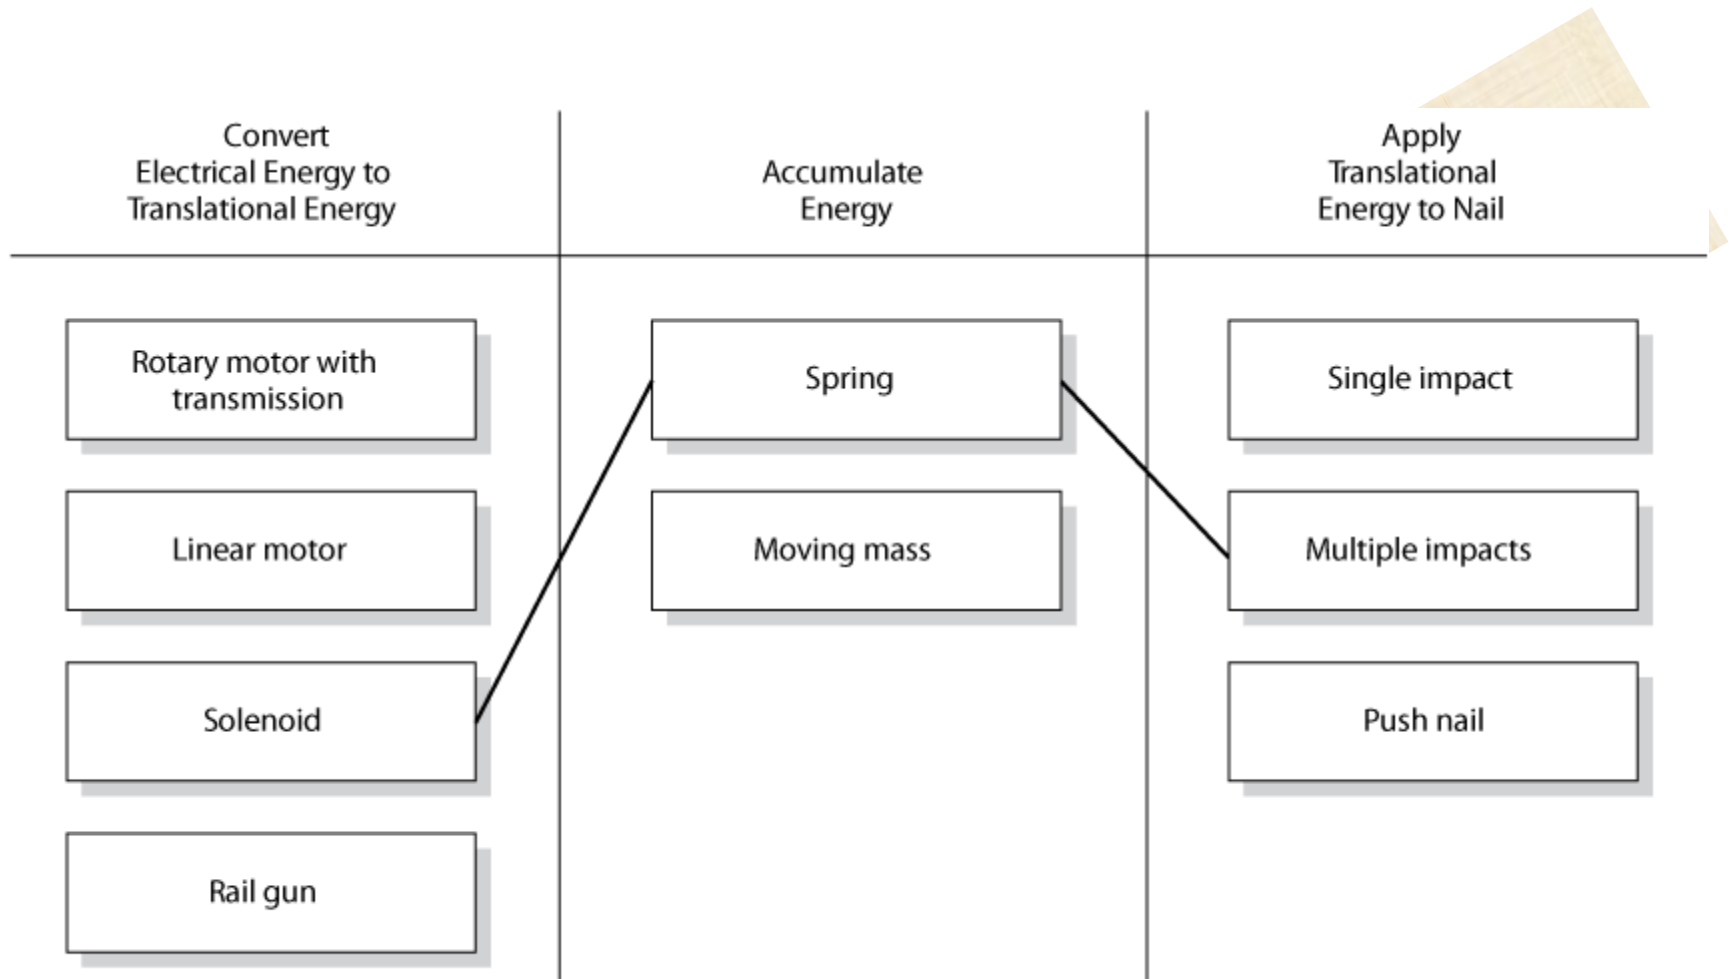 Convert
Electrical Energy to
Translational Energy
Accumulate
Energy
Apply
Translational
Energy to Nail
Rotary motor with
transmission
Spring
Single impact
Linear motor
Moving mass
Multiple impacts
Solenoid
Push nail
Rail gun